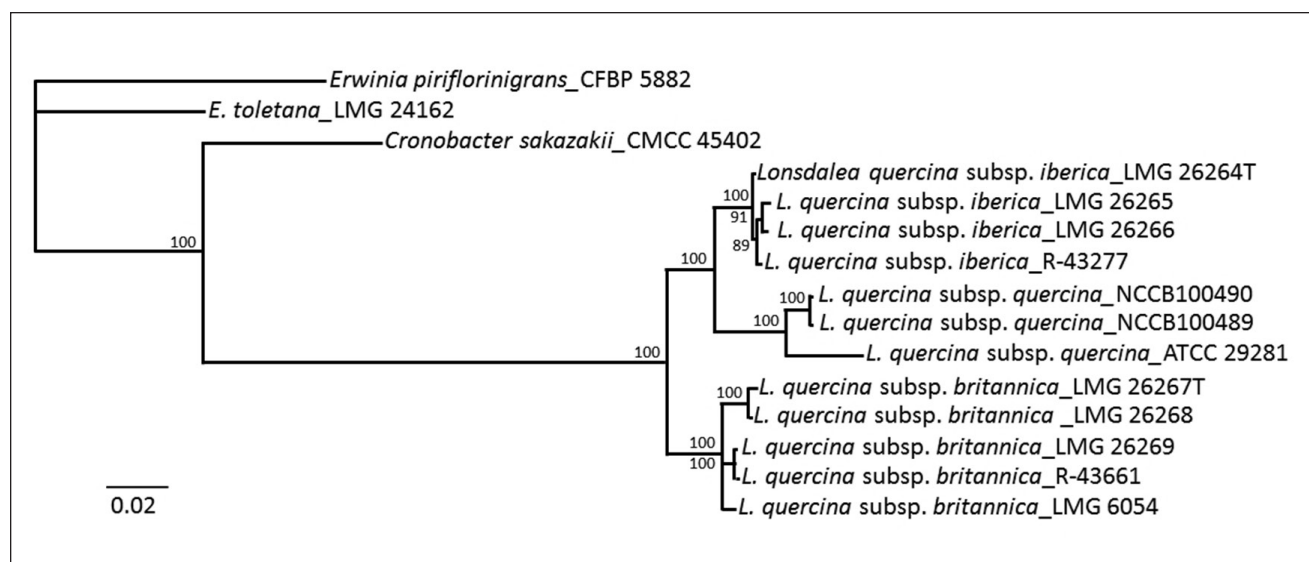 Erwinia piriflorinigrans_CFBP 5882
E. toletana_LMG 24162
Cronobacter sakazakii_CMCC 45402
Lonsdalea quercina subsp. iberica_LMG 26264T
100
L. quercina subsp. iberica_LMG 26265
91
L. quercina subsp. iberica_LMG 26266
89
100
100
L. quercina subsp. iberica_R-43277
100
L. quercina subsp. quercina_NCCB100490
100
L. quercina subsp. quercina_NCCB100489
100
L. quercina subsp. quercina_ATCC 29281
100
L. quercina subsp. britannica_LMG 26267T
L. quercina subsp. britannica _LMG 26268
100
L. quercina subsp. britannica_LMG 26269
100
L. quercina subsp. britannica_R-43661
L. quercina subsp. britannica_LMG 6054
0.02